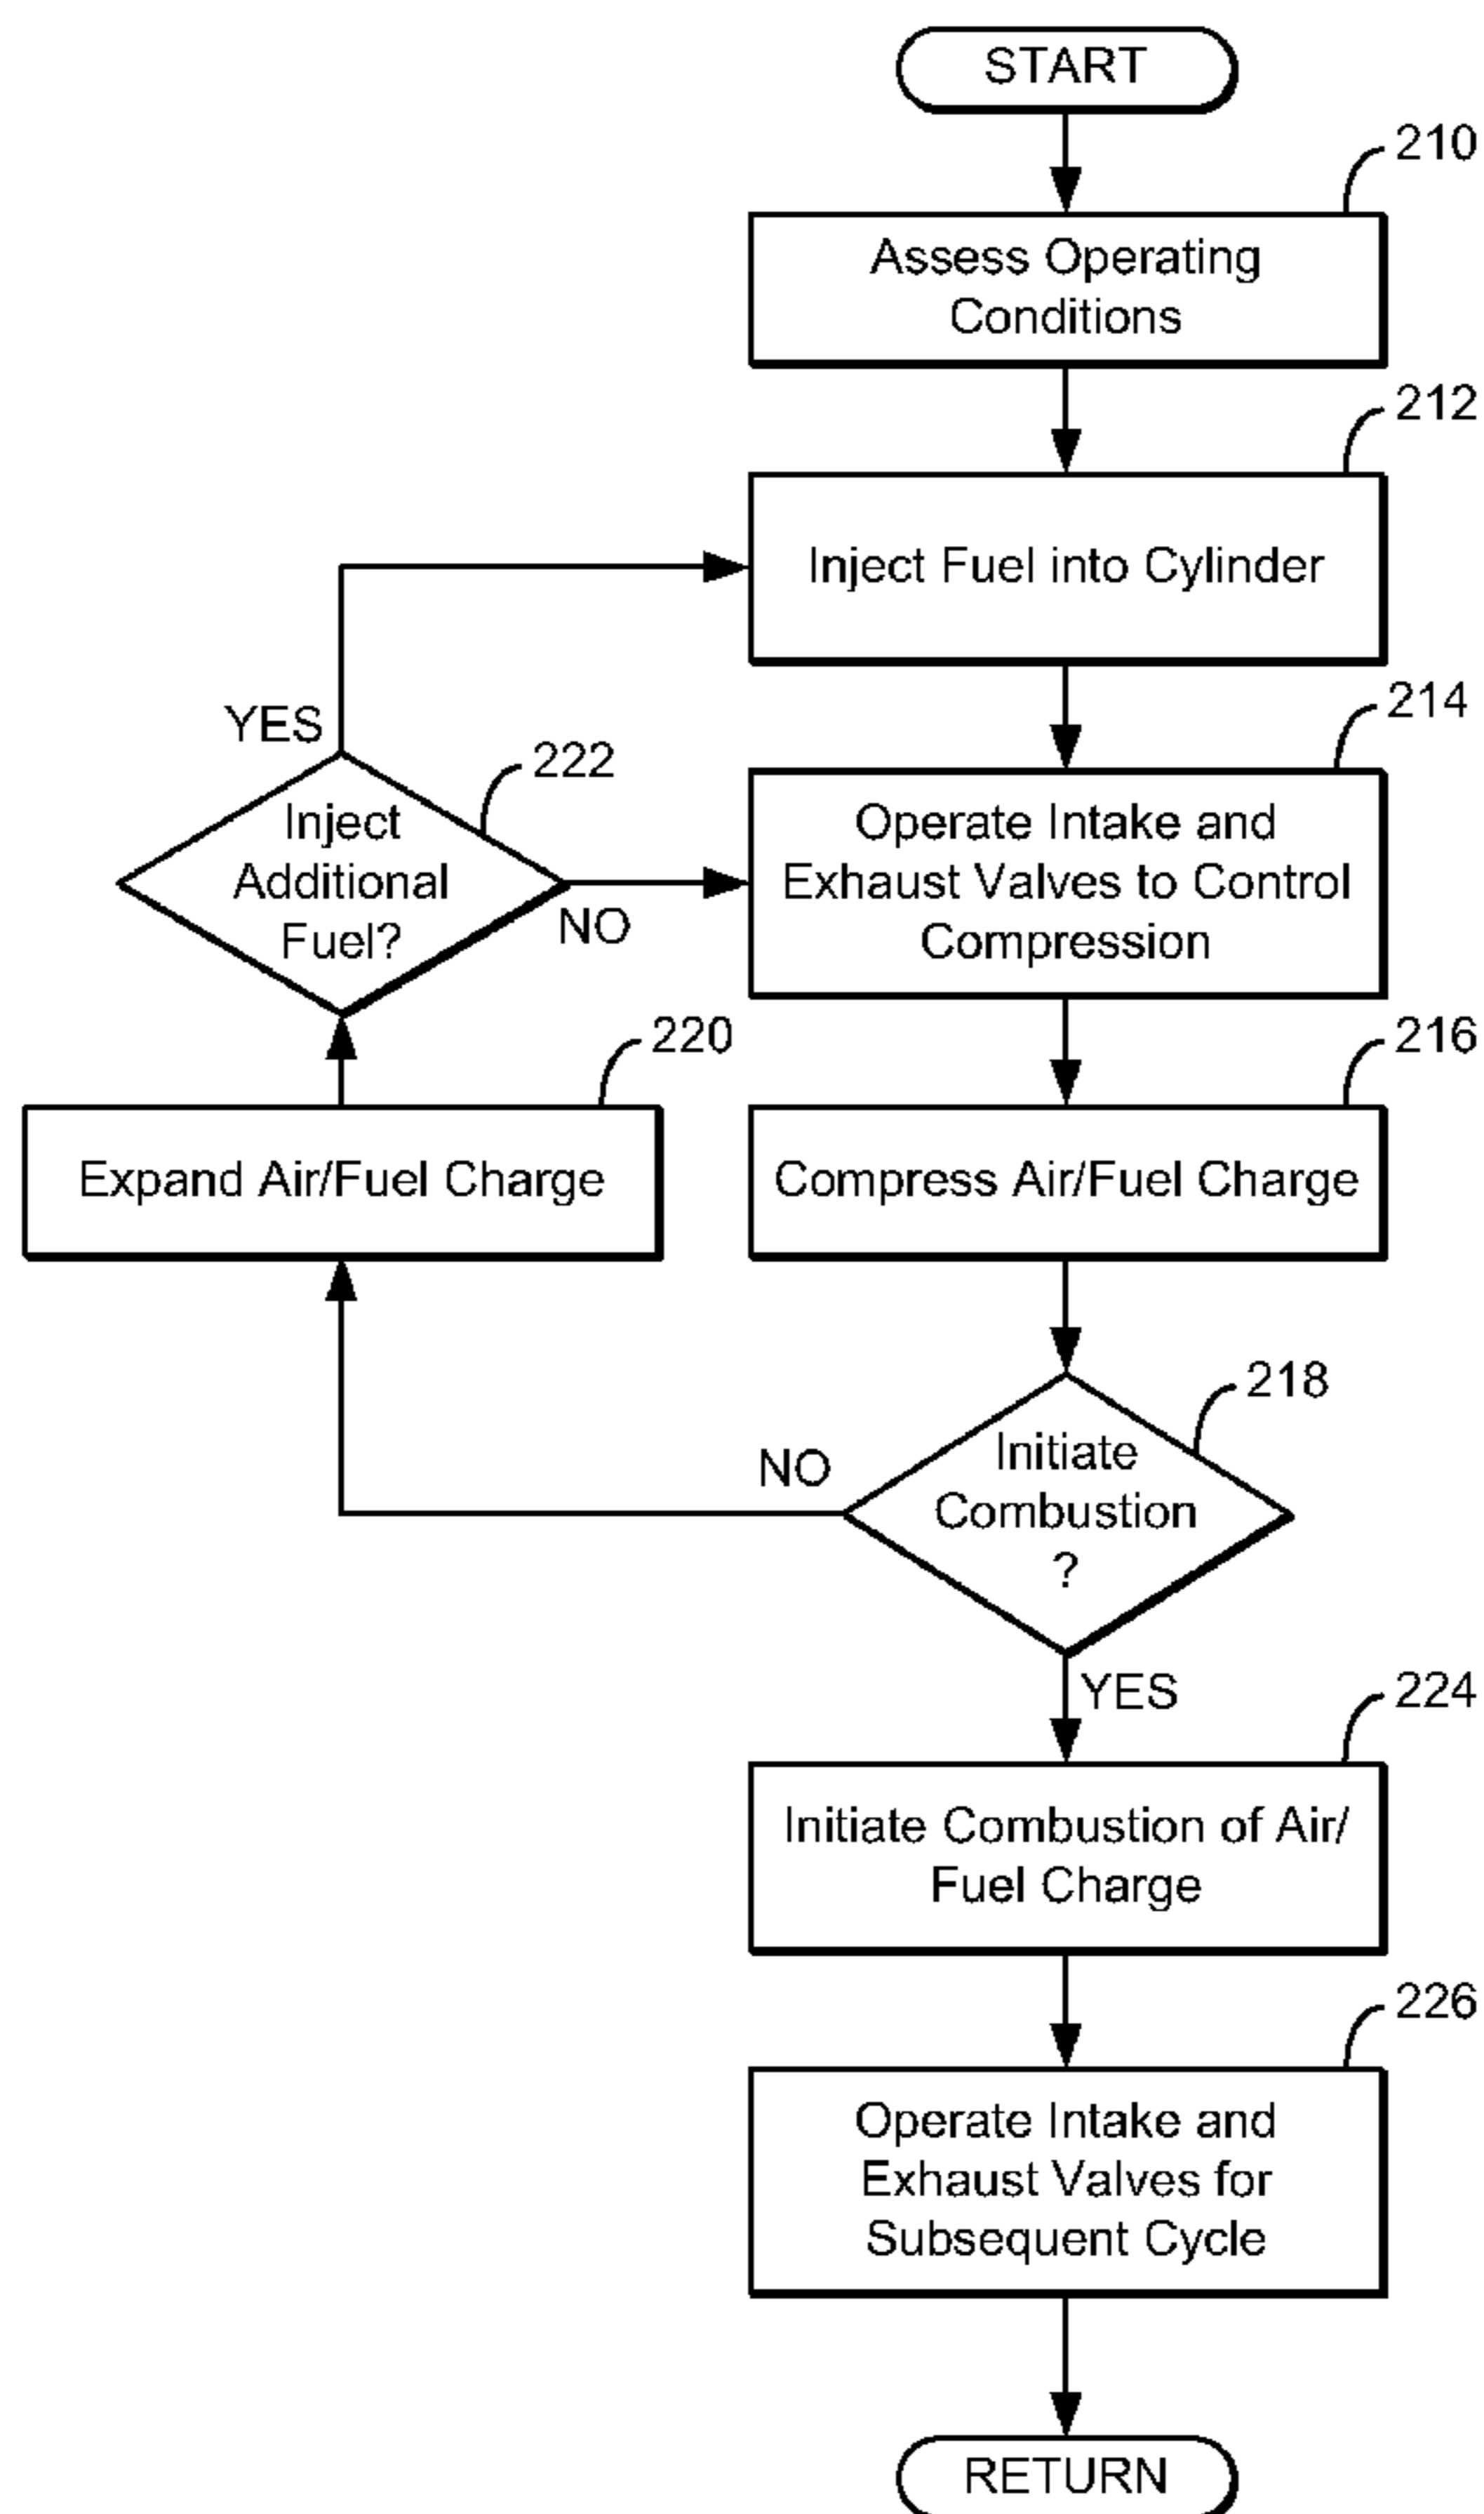 START
210
Assess Operating
Conditions
212
Inject Fuel into Cylinder
YES
214
222
Inject
Additional
Fuel?
NO
Operate Intake and
Exhaust Valves to Control
Compression
220
216
Expand Air/Fuel Charge
Compress Air/Fuel Charge
218
NO
Initiate
Combustion
?
YES
224
Initiate Combustion of Air/
Fuel Charge
226
Operate Intake and
Exhaust Valves for
Subsequent Cycle
RETURN